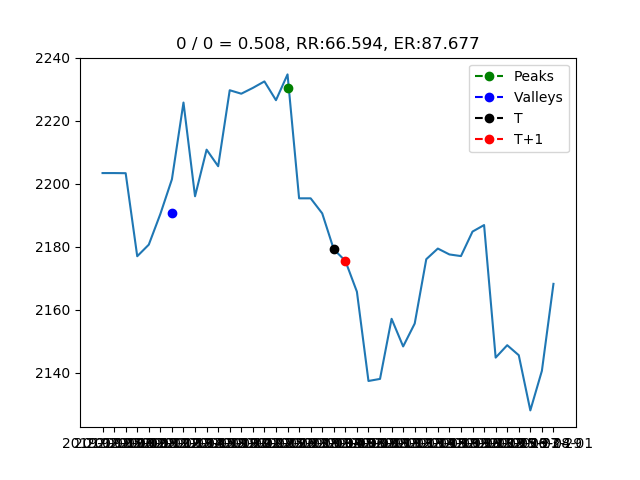 0 / 0 = 0.508, RR:66.594, ER:87.677
2240
2220
2200
2180
2160
2140
Peaks
Valleys
T
T+1